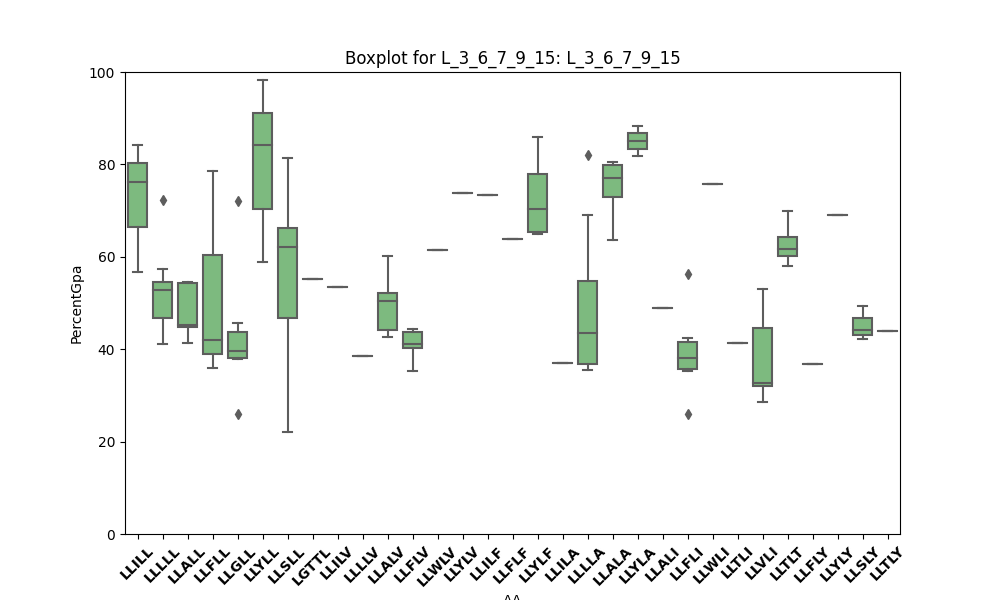 Boxplot for L_3_6_7_9_15: L_3_6_7_9_15
PercentGpa
100
80
60
40
20
0
LLILL
LLLLL
LLALL
LLFLL
LLGLL
LLYLL
LLSLL
LGTTL
LLILV
LLLLV
LLALV
LLFLV
LLWLV
LLYLV
LLILF
LLFLF
LLYLF
LLILA
LLLLA
LLALA
LLYLA
LLALI
LLFLI
LLWLI
LLTLI
LLVLI
LLTLT
LLFLY
LLYLY
LLSLY
LLTLY
AA